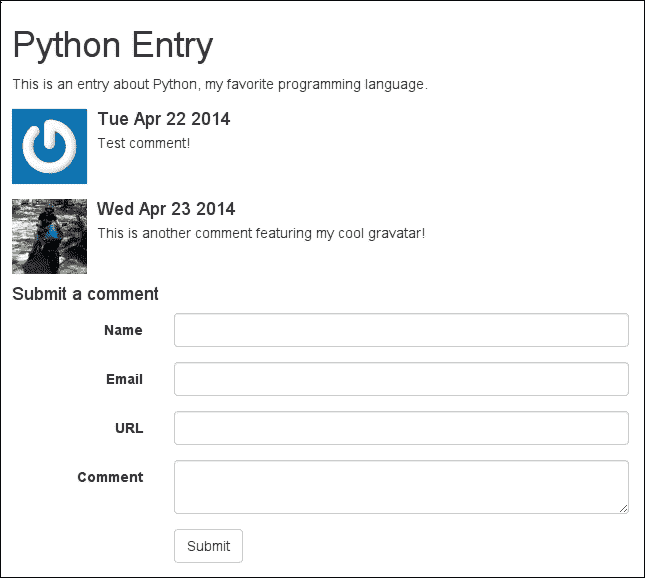 Python Entry
This is an entry about Python, my favorite programming language.
Tue Apr 22 2014
Test comment!
Wed Apr 23 2014
This is another comment featuring my cool gravatar!
Submit a comment
Name
Email
URL
Comment
Submit